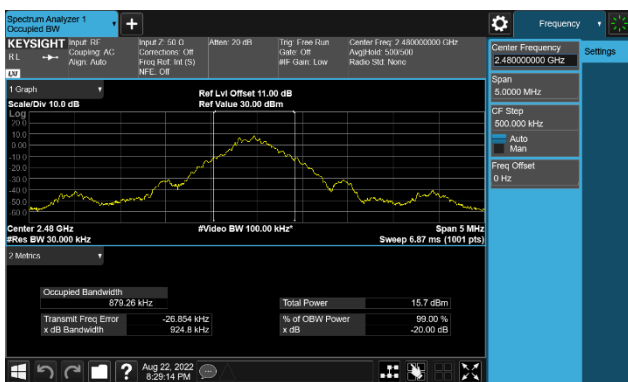 Spectrum Analyzer 1
Occupied BW
Frequency
KEYSIGHT
RL
LXI
Input: RF
Coupling: AC
Align: Auto
Input Z: 50 Ω
Corrections: Off
Freq Ref: Int (S)
NFE: Off
Atten: 20 dB
Trig: Free Run
Gate: Off
#IF Gain: Low
Center Freq: 2.480000000 GHz
Avg|Hold: 500/500
Radio Std: None
Center Frequency
2.480000000 GHz
Settings
Span
5.0000 MHz
CF Step
500.000 kHz
Auto
Man
Freq Offset
0 Hz
1 Graph
Scale/Div 10.0 dB
Ref Lvl Offset 11.00 dB
Ref Value 30.00 dBm
Log
20.0
10.0
0.00
-10.0
-20.0
-30.0
-40.0
-50.0
-60.0
Center 2.48 GHz
#Res BW 30.000 kHz
#Video BW 100.00 kHz*
Span 5 MHz
Sweep 6.87 ms (1001 pts)
2 Metrics
Occupied Bandwidth
879.26 kHz
Total Power 15.7 dBm
Transmit Freq Error -26.854 kHz
% of OBW Power 99.00 %
x dB Bandwidth 924.8 kHz
x dB -20.00 dB
?
Aug 22, 2022
8:29:14 PM